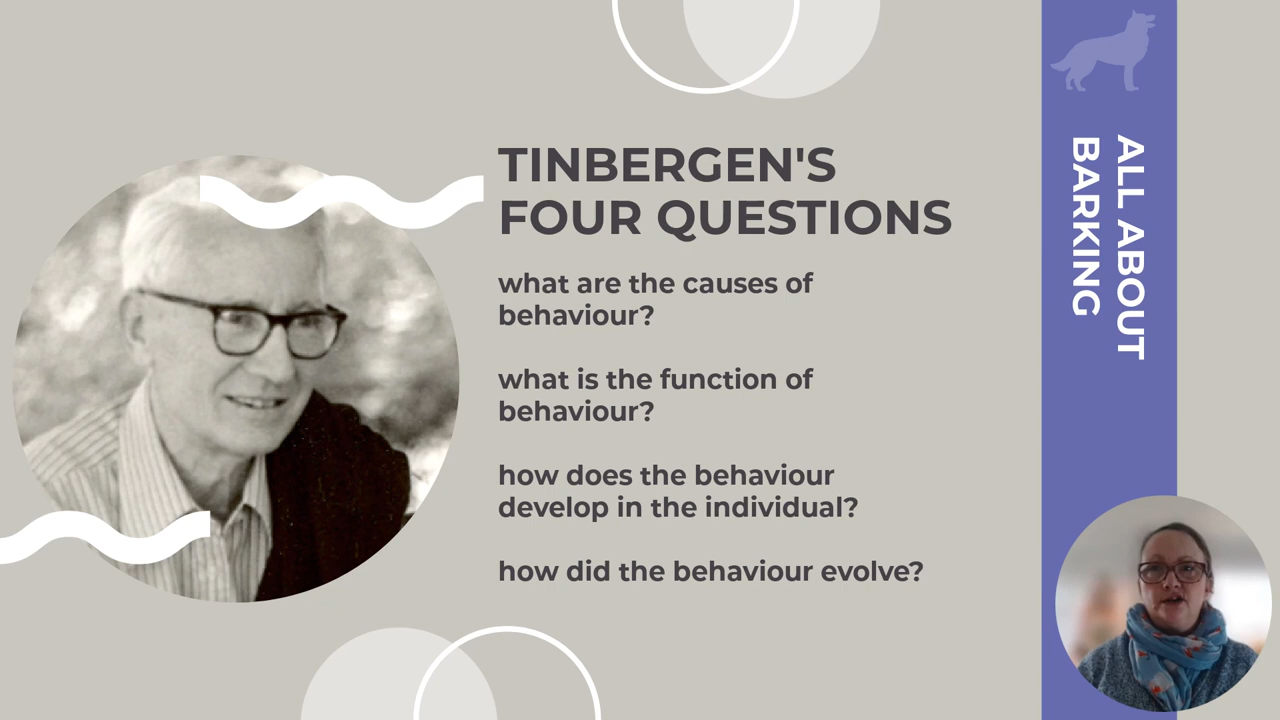 TINBERGEN'S
FOUR QUESTIONS
what are the causes of
behaviour?
what is the function of
behaviour?
how does the behaviour
develop in the individual?
how did the behaviour evolve?
ALL ABOUT
BARKING